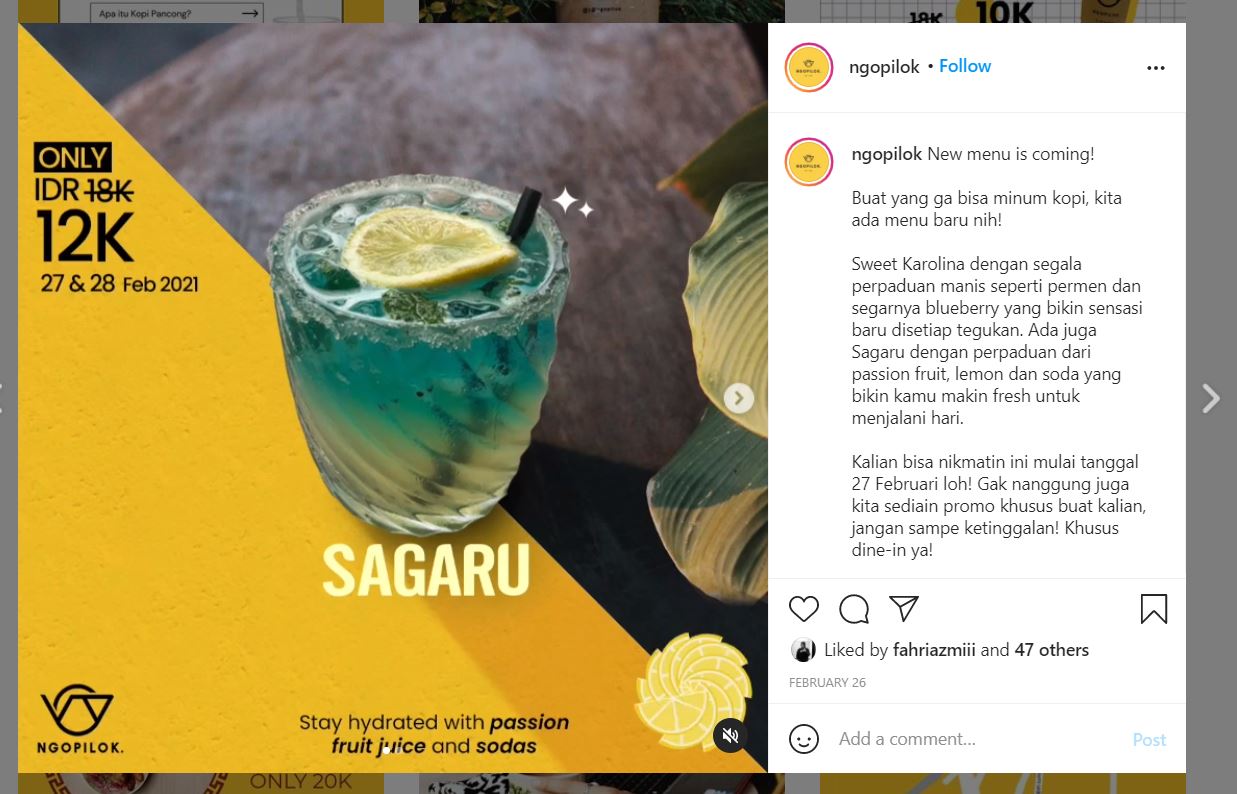 Apa itu Kopi Pancong?
18K
10K
ONLY
IDR 18K
12K
27 & 28 Feb 2021
SAGARU
Stay hydrated with passion
fruit juice and sodas
NGOPILOK.
ONLY 20K
NGOPILOK.
ngopilok • Follow
NGOPILOK.
ngopilok New menu is coming!
Buat yang ga bisa minum kopi, kita
ada menu baru nih!
Sweet Karolina dengan segala
perpaduan manis seperti permen dan
segarnya blueberry yang bikin sensasi
baru disetiap tegukan. Ada juga
Sagaru dengan perpaduan dari
passion fruit, lemon dan soda yang
bikin kamu makin fresh untuk
menjalani hari.
Kalian bisa nikmatin ini mulai tanggal
27 Februari loh! Gak nanggung juga
kita sediain promo khusus buat kalian,
jangan sampe ketinggalan! Khusus
dine-in ya!
Liked by fahriazmiii and 47 others
FEBRUARY 26
Add a comment...
Post